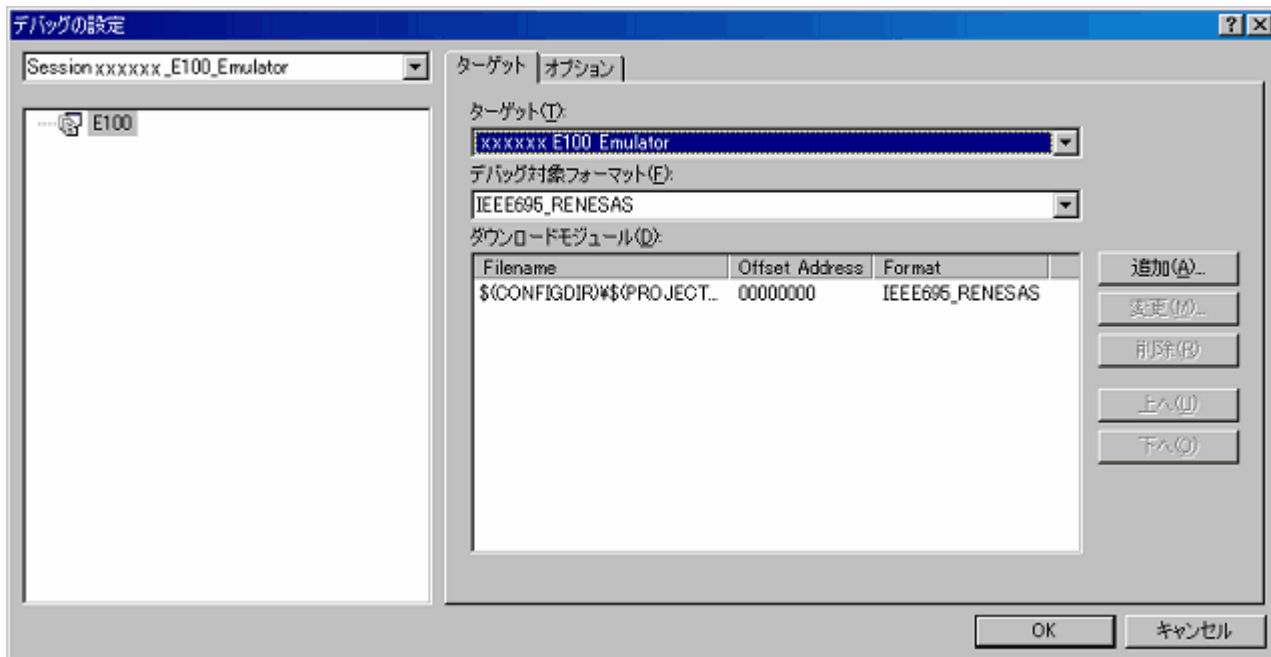 デバッグの設定
Session xxxxxx _E100_Emulator
E100
ターゲット オプション
ターゲット(T):
xxxxxx E100 Emulator
デバッグ対象フォーマット(F):
IEEE695_RENESAS
ダウンロードモジュール(D):
Filename Offset Address Format
$(CONFIGDIR)¥$(PROJECT... 00000000 IEEE695_RENESAS
追加(A)...
変更(M)...
削除(R)
上へ(U)
下へ(O)
OK キャンセル